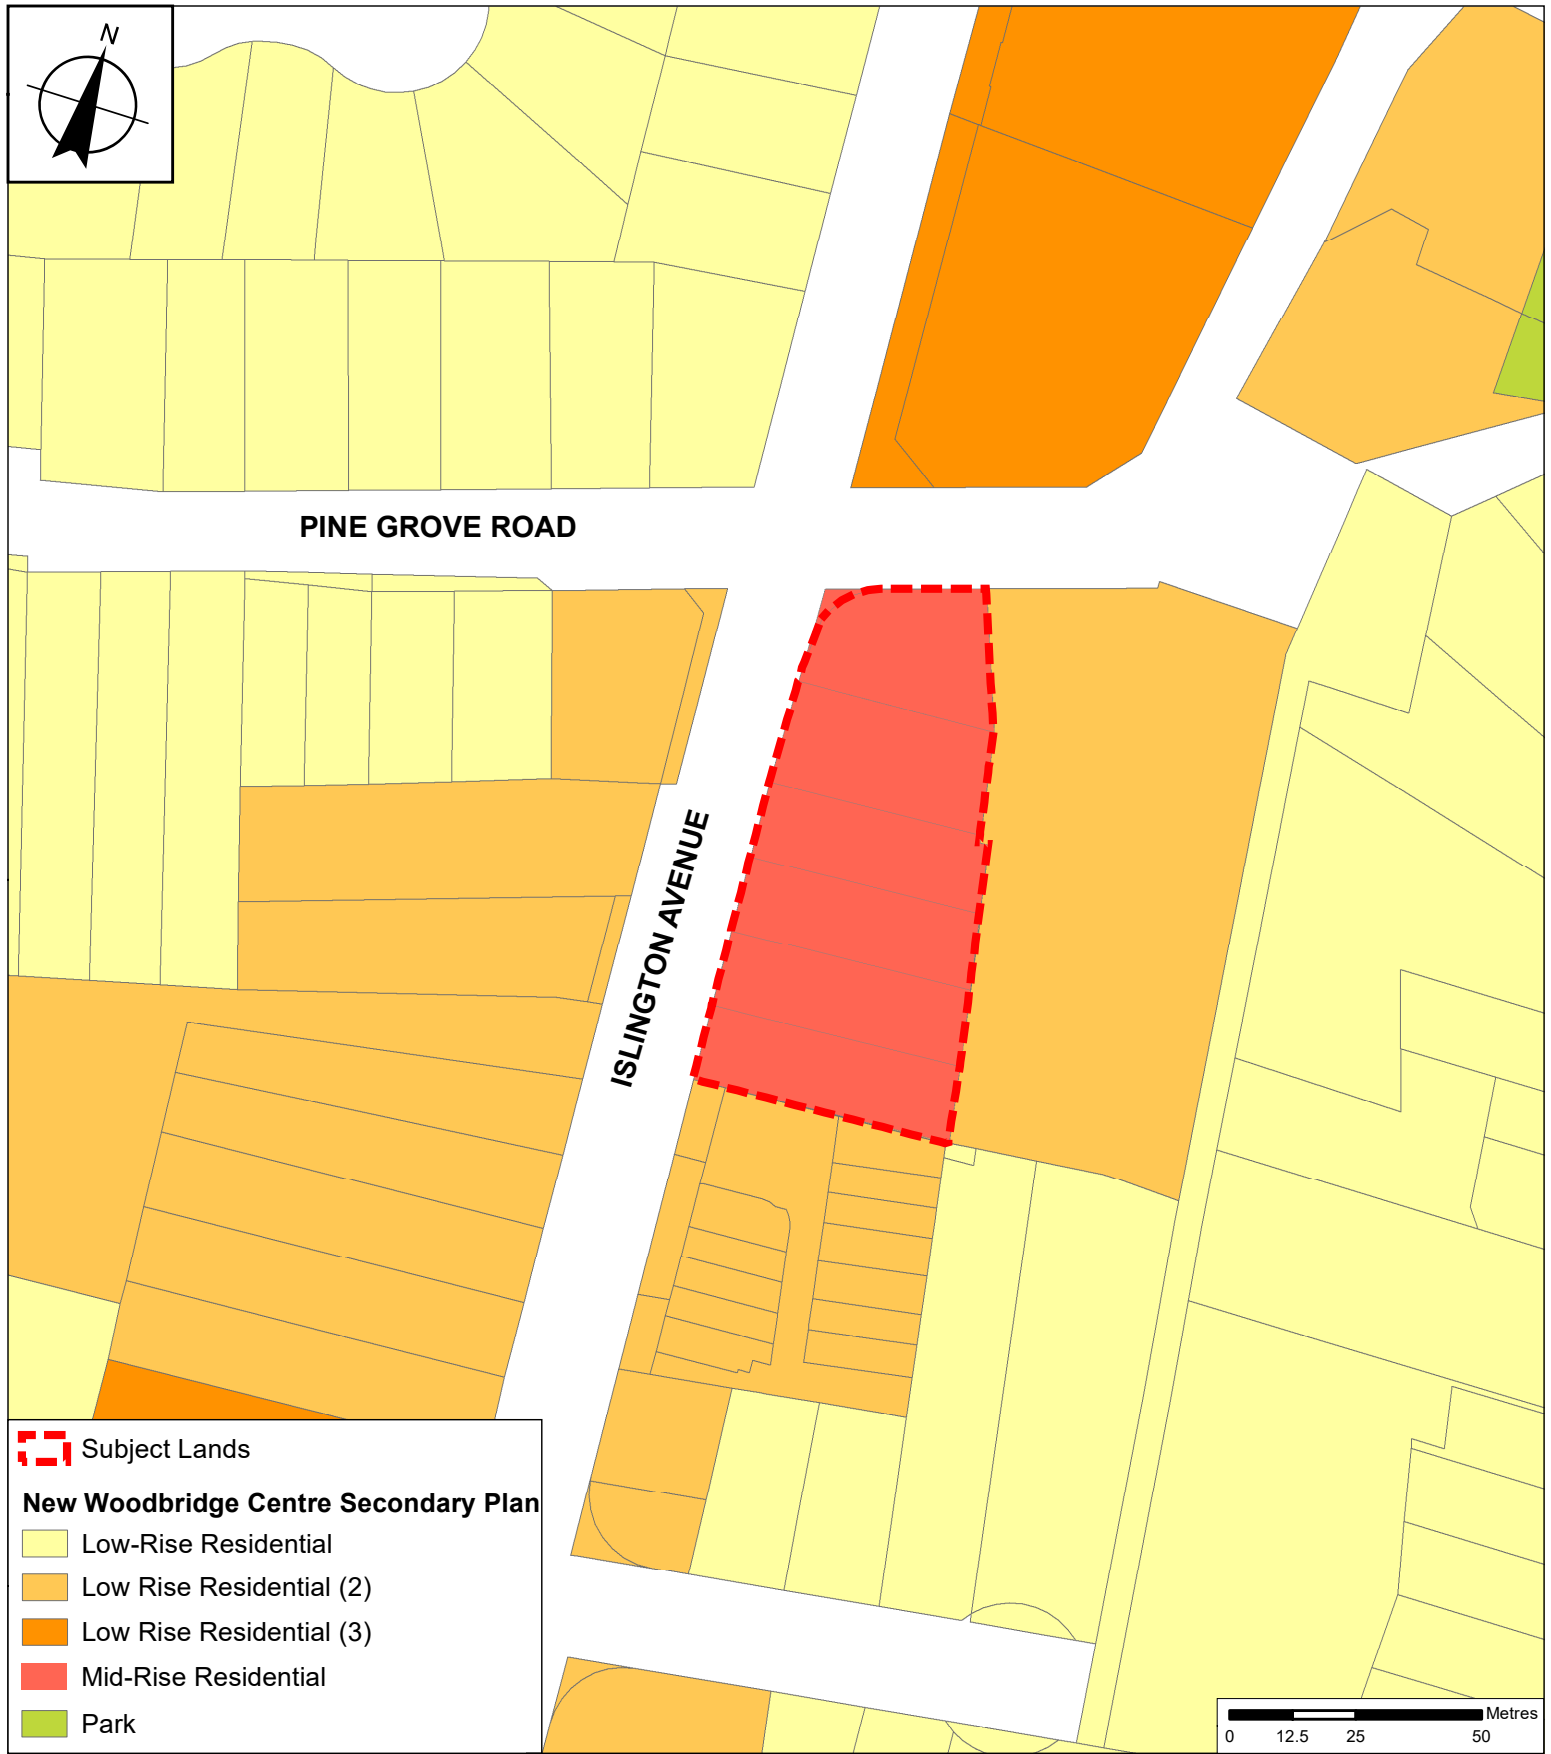 N
PINE GROVE ROAD
ISLINGTON AVENUE
Subject Lands
New Woodbridge Centre Secondary Plan
Low-Rise Residential
Low Rise Residential (2)
Low Rise Residential (3)
Mid-Rise Residential
Park
Metres
0 12.5 25 50